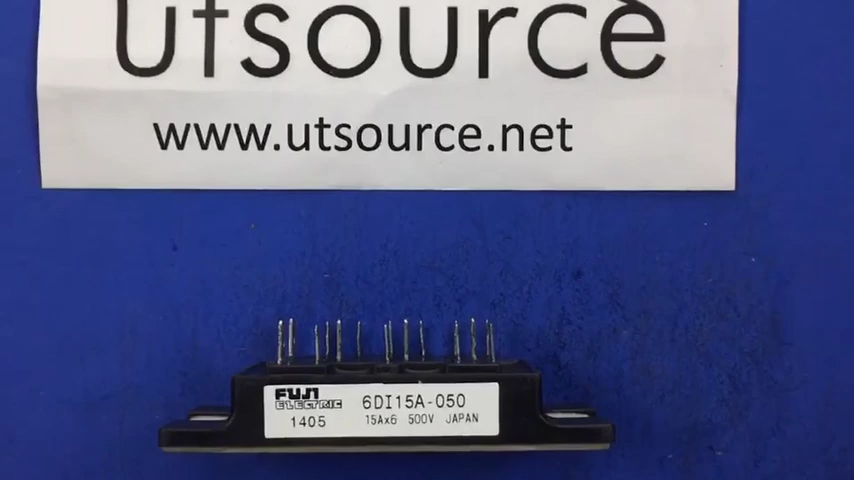 utsource
www.utsource.net
FUJI
ELECTRIC
6DI15A-050
1405
15Ax6 500V JAPAN